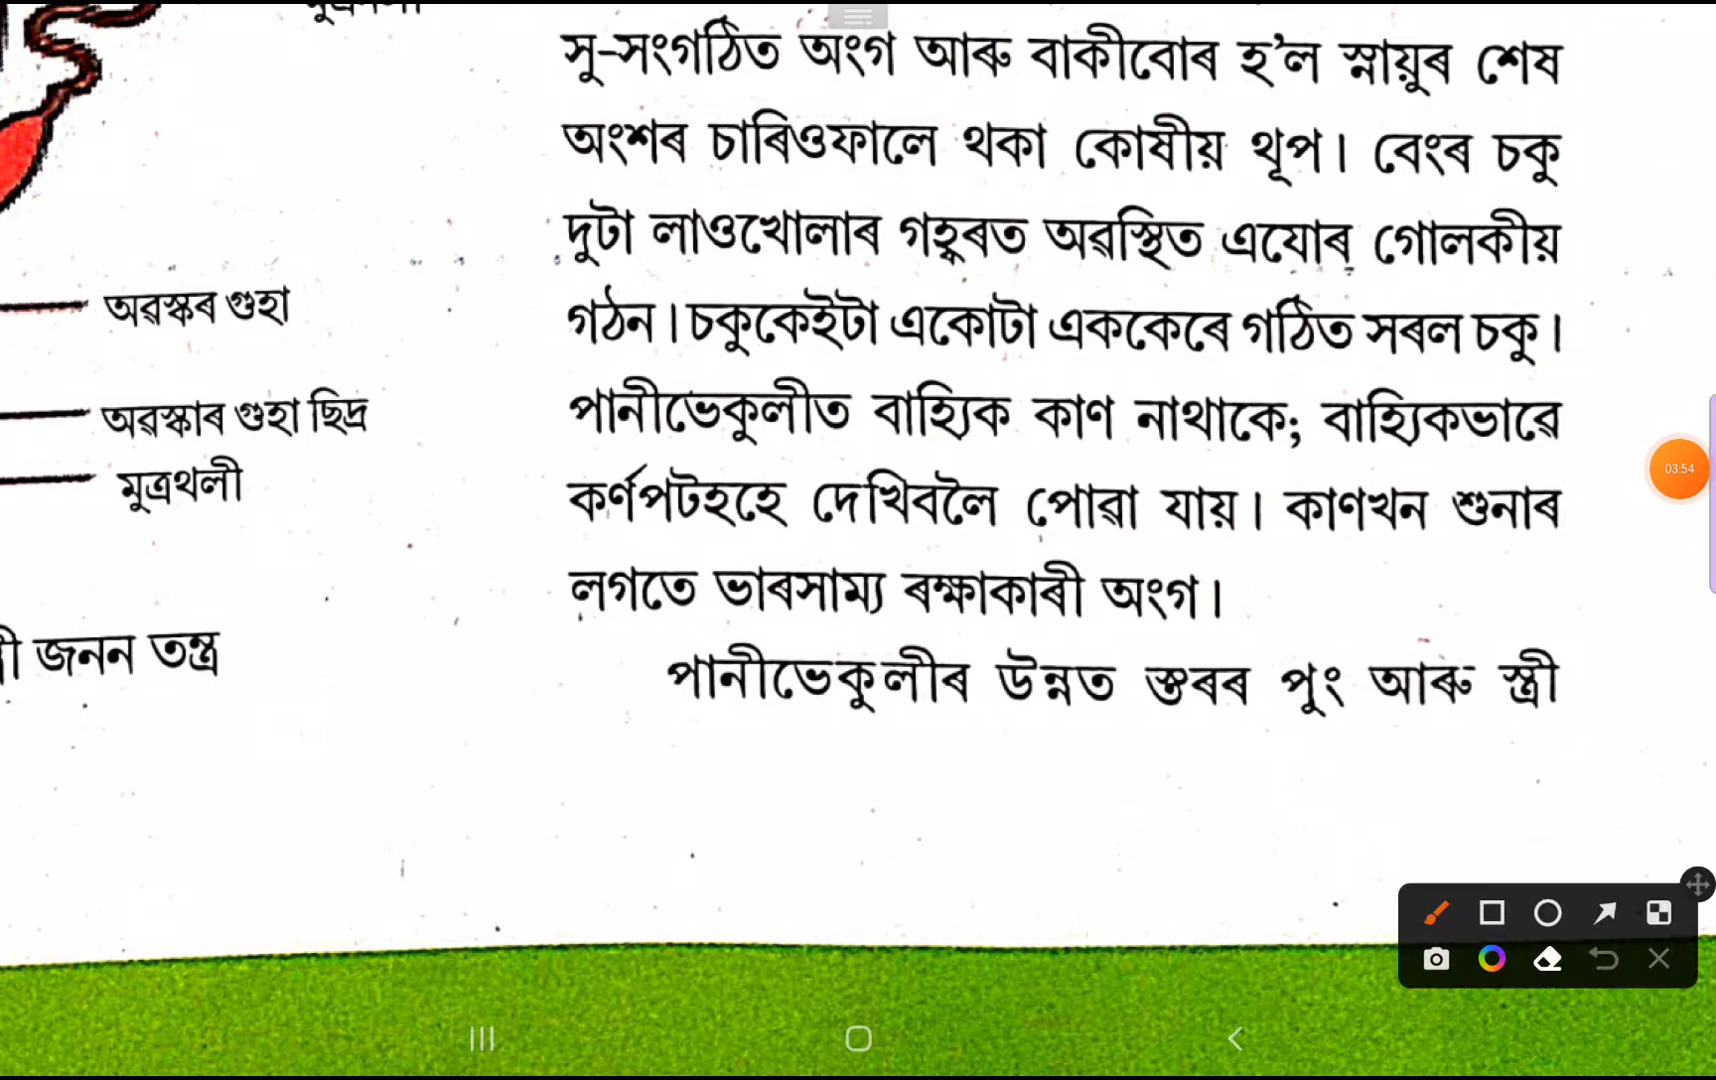 সু-সংগঠিত অংগ আৰু বাকীবোৰ হ’ল স্নায়ুৰ শেষ
অংশৰ চাৰিওফালে থকা কোষীয় থূপ। বেংৰ চকু
দুটা লাওখোলাৰ গহ্বৰত অৱস্থিত এযোৰ গোলকীয়
গঠন। চকুকেইটা একোটা এককেৰে গঠিত সৰল চকু।
পানীভেকুলীত বাহ্যিক কাণ নাথাকে; বাহ্যিকভাৱে
কৰ্ণপটহহে দেখিবলৈ পোৱা যায়। কাণখন শুনাৰ
লগতে ভাৰসাম্য ৰক্ষাকাৰী অংগ।
পানীভেকুলীৰ উন্নত স্তৰৰ পুং আৰু স্ত্ৰী
অৱস্কৰ গুহা
অৱস্কাৰ গুহা ছিদ্ৰ
মুত্ৰথলী
জনন তন্ত্ৰ
03:54